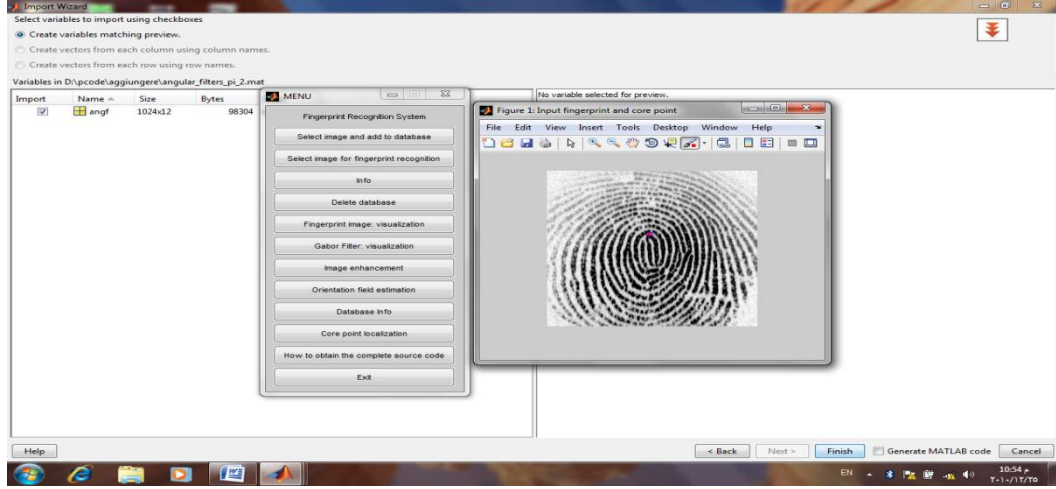 Import Wizard
Select variables to import using checkboxes
Create variables matching preview.
Create vectors from each column using column names.
Create vectors from each row using row names.
Variables in D:\pcode\aggiungere\angular_filters_pi_2.mat
Import Name Size Bytes
angf 1024x12 98304
No variable selected for preview.
MENU
Fingerprint Recognition System
Select image and add to database
Select image for fingerprint recognition
Info
Delete database
Fingerprint image: visualization
Gabor Filter: visualization
Image enhancement
Orientation field estimation
Database Info
Core point localization
How to obtain the complete source code
Exit
Figure 1: Input fingerprint and core point
File Edit View Insert Tools Desktop Window Help
Help
< Back Next > Finish Generate MATLAB code Cancel
EN
10:54 م
٢٠١٠/١٢/٢٥